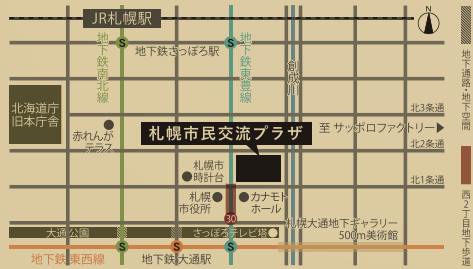 JR札幌駅
N
S
地下鉄さっぽろ駅
S
地下鉄南北線
地下鉄東豊線
創成川
地下通路・地下空間
北海道庁
旧本庁舎
赤れんが
テラス
北3条通
札幌市民交流プラザ
至 サッポロファクトリー▶
北2条通
札幌市
時計台
北1条通
札幌
市役所
カナモト
ホール
西2丁目地下歩道
30
札幌大通地下ギャラリー
500m美術館
大通公園
さっぽろテレビ塔
S
S
S
地下鉄東西線
地下鉄大通駅